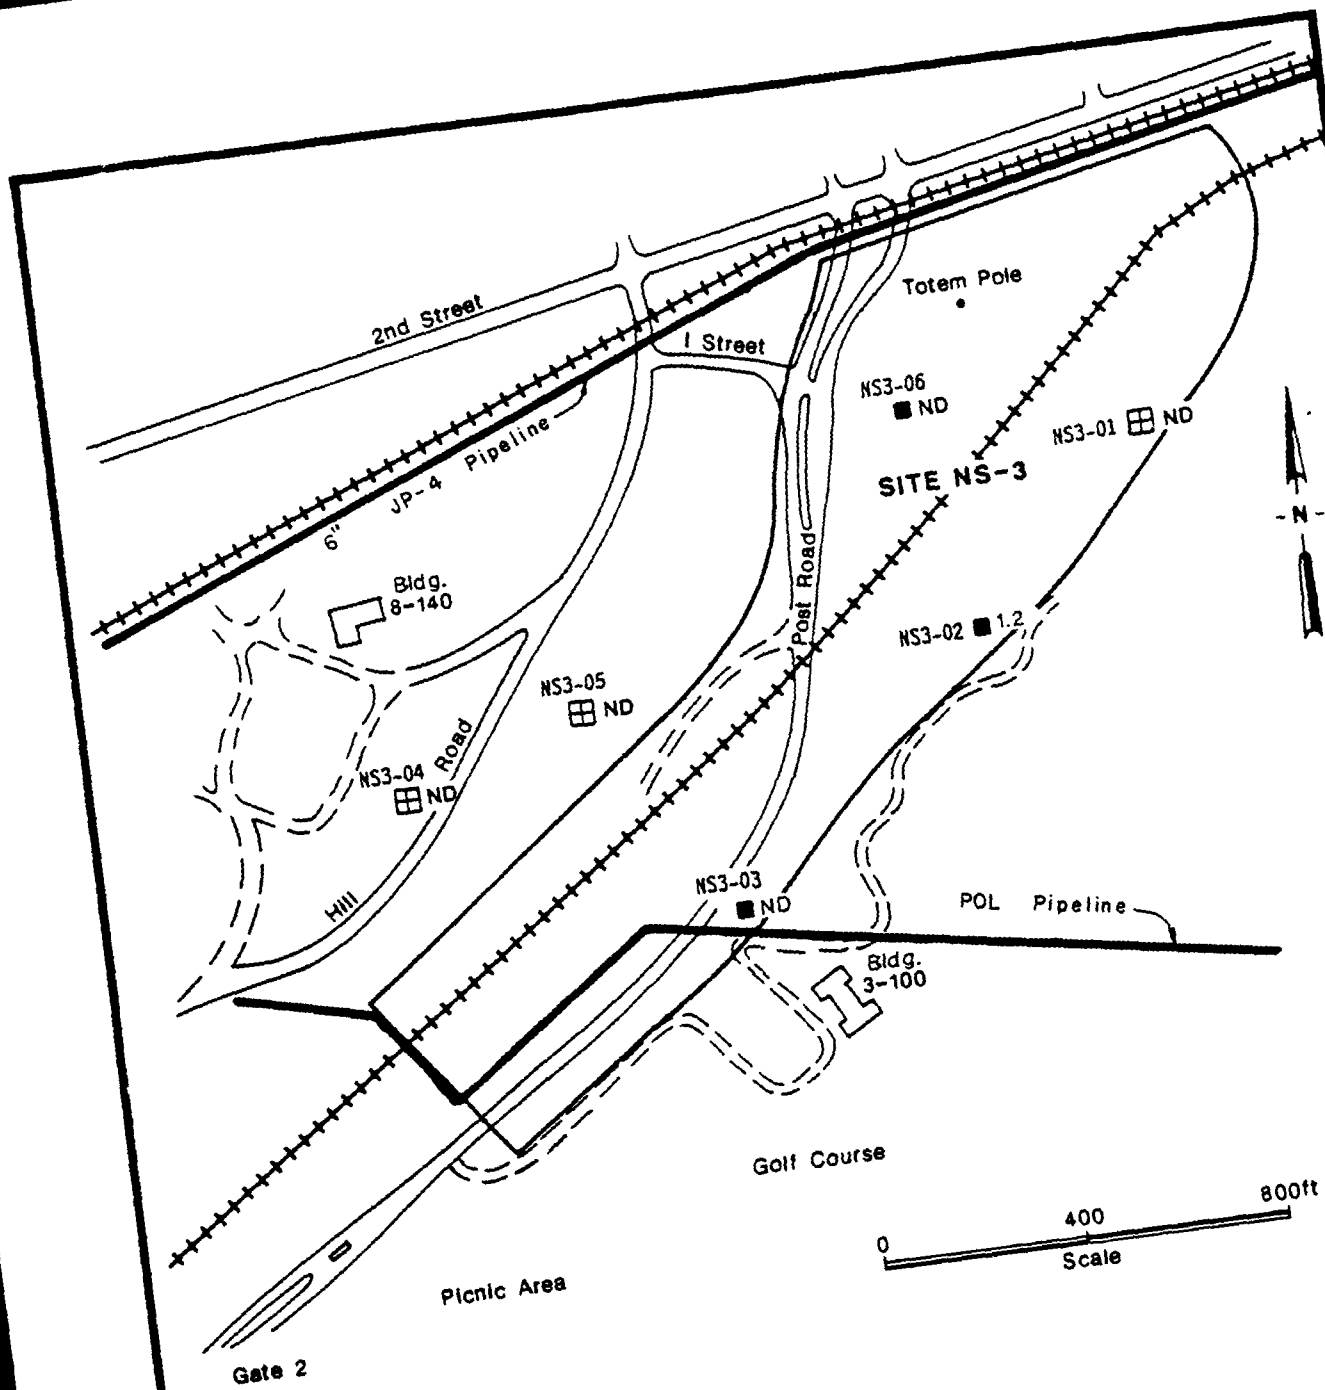 2nd Street
Totem Pole
I Street
NS3-06
ND
NS3-01 ND
SITE NS-3
6" JP-4 Pipeline
- N -
Post Road
Bldg.
8-140
NS3-02 1.2
NS3-05
ND
NS3-04
ND
Hill Road
NS3-03
ND
POL Pipeline
Bldg.
3-100
Golf Course
0 400 800ft
Scale
Picnic Area
Gate 2